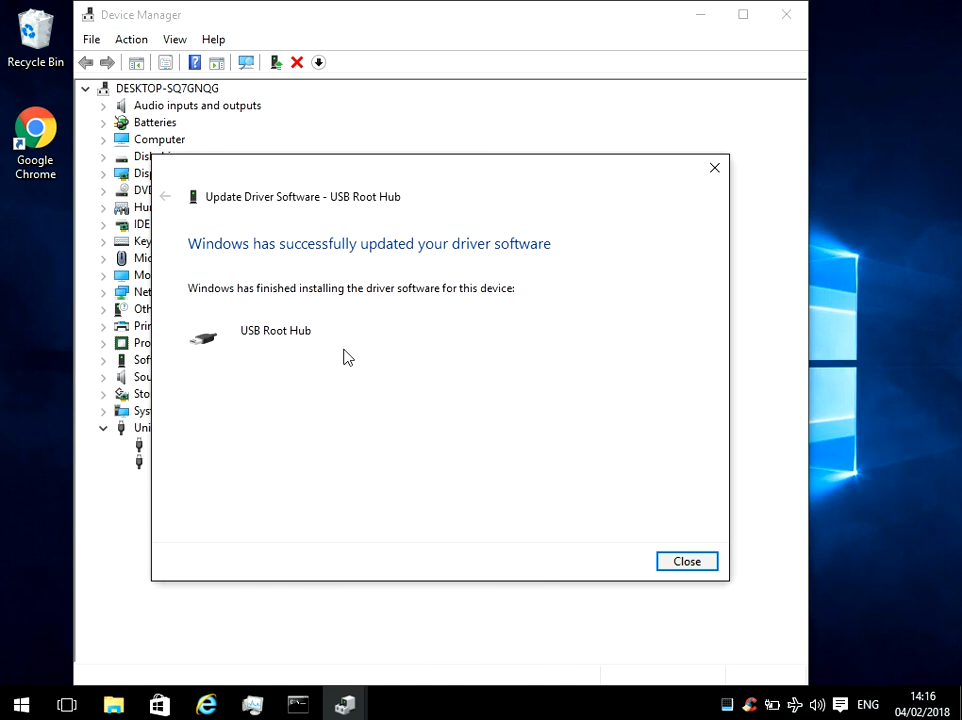 Recycle Bin
Google
Chrome
Device Manager
File Action View Help
DESKTOP-SQ7GNQG
Audio inputs and outputs
Batteries
Computer
Update Driver Software - USB Root Hub
Windows has successfully updated your driver software
Windows has finished installing the driver software for this device:
USB Root Hub
Close
Dis
Dis
DV
Hu
IDE
Key
Mic
Mo
Net
Oth
Prin
Pro
Sof
Sou
Sto
Sys
Uni
ENG
14:16
04/02/2018